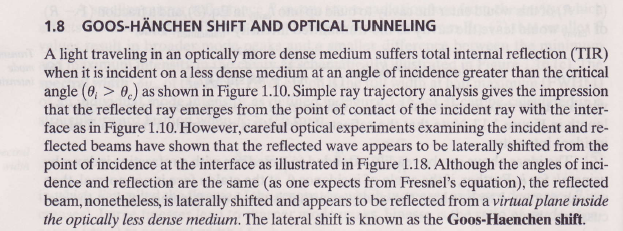 1.8 GOOS-HÄNCHEN SHIFT AND OPTICAL TUNNELING
A light traveling in an optically more dense medium suffers total internal reflection (TIR)
when it is incident on a less dense medium at an angle of incidence greater than the critical
angle (θi > θc) as shown in Figure 1.10. Simple ray trajectory analysis gives the impression
that the reflected ray emerges from the point of contact of the incident ray with the inter-
face as in Figure 1.10. However, careful optical experiments examining the incident and re-
flected beams have shown that the reflected wave appears to be laterally shifted from the
point of incidence at the interface as illustrated in Figure 1.18. Although the angles of inci-
dence and reflection are the same (as one expects from Fresnel's equation), the reflected
beam, nonetheless, is laterally shifted and appears to be reflected from a virtual plane inside
the optically less dense medium. The lateral shift is known as the Goos-Haenchen shift.